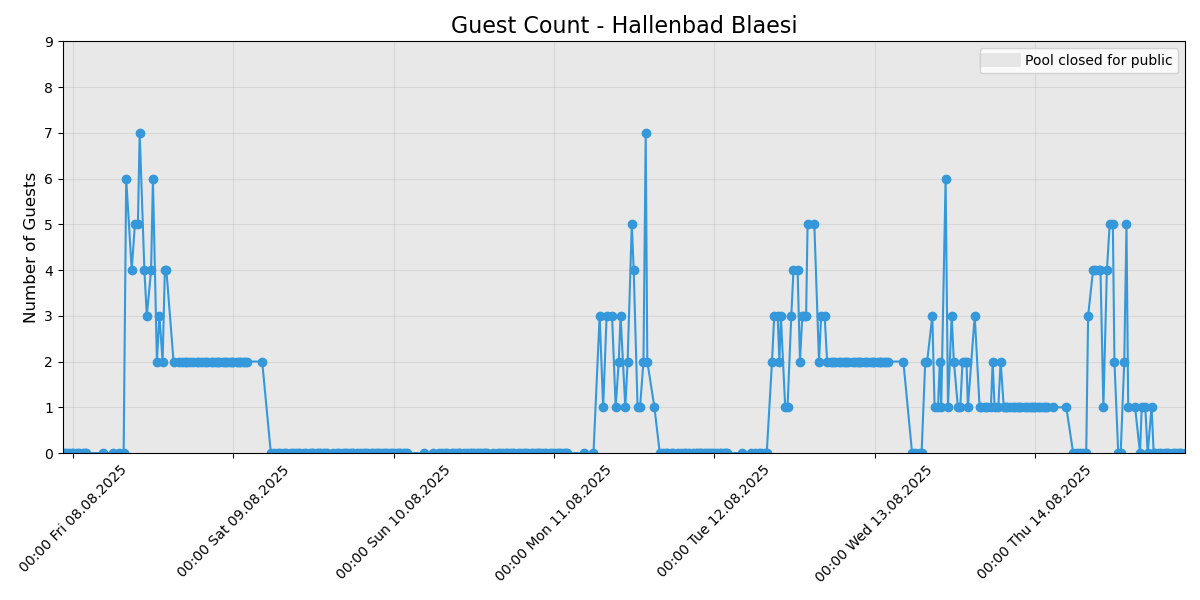 Guest Count - Hallenbad Blaesi
Pool closed for public
Number of Guests
9
8
7
6
5
4
3
2
1
0
00:00 Fri 08.08.2025
00:00 Sat 09.08.2025
00:00 Sun 10.08.2025
00:00 Mon 11.08.2025
00:00 Tue 12.08.2025
00:00 Wed 13.08.2025
00:00 Thu 14.08.2025